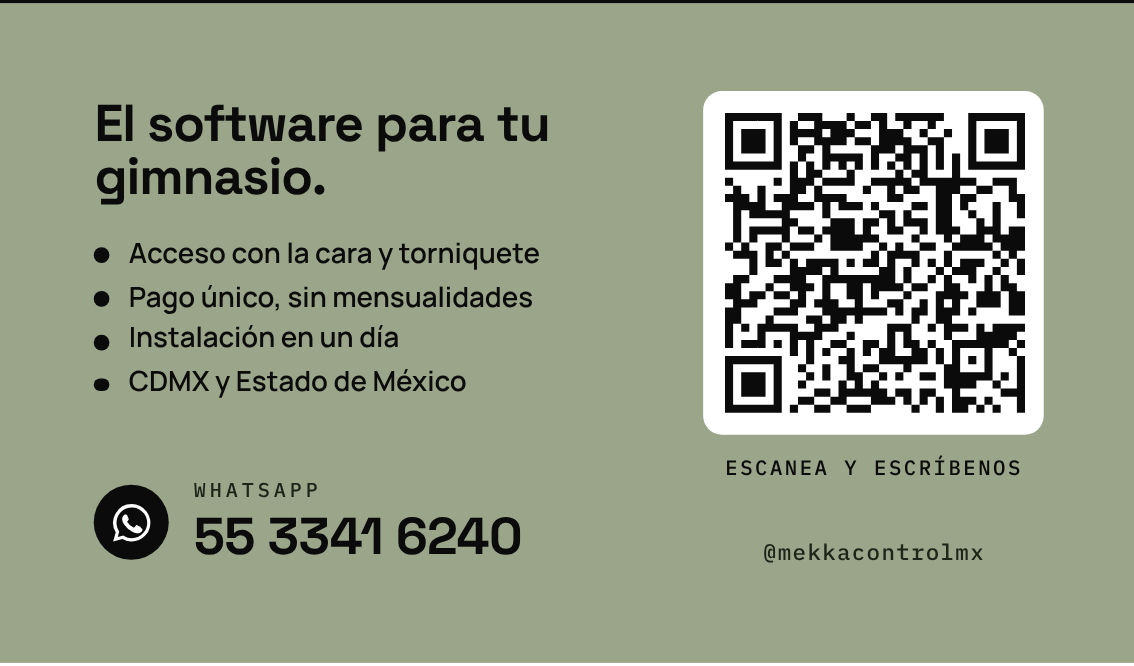 El software para tu
gimnasio.
Acceso con la cara y torniquete
Pago único, sin mensualidades
Instalación en un día
CDMX y Estado de México
WHATSAPP
55 3341 6240
ESCANEA Y ESCRÍBENOS
@mekkacontrolmx